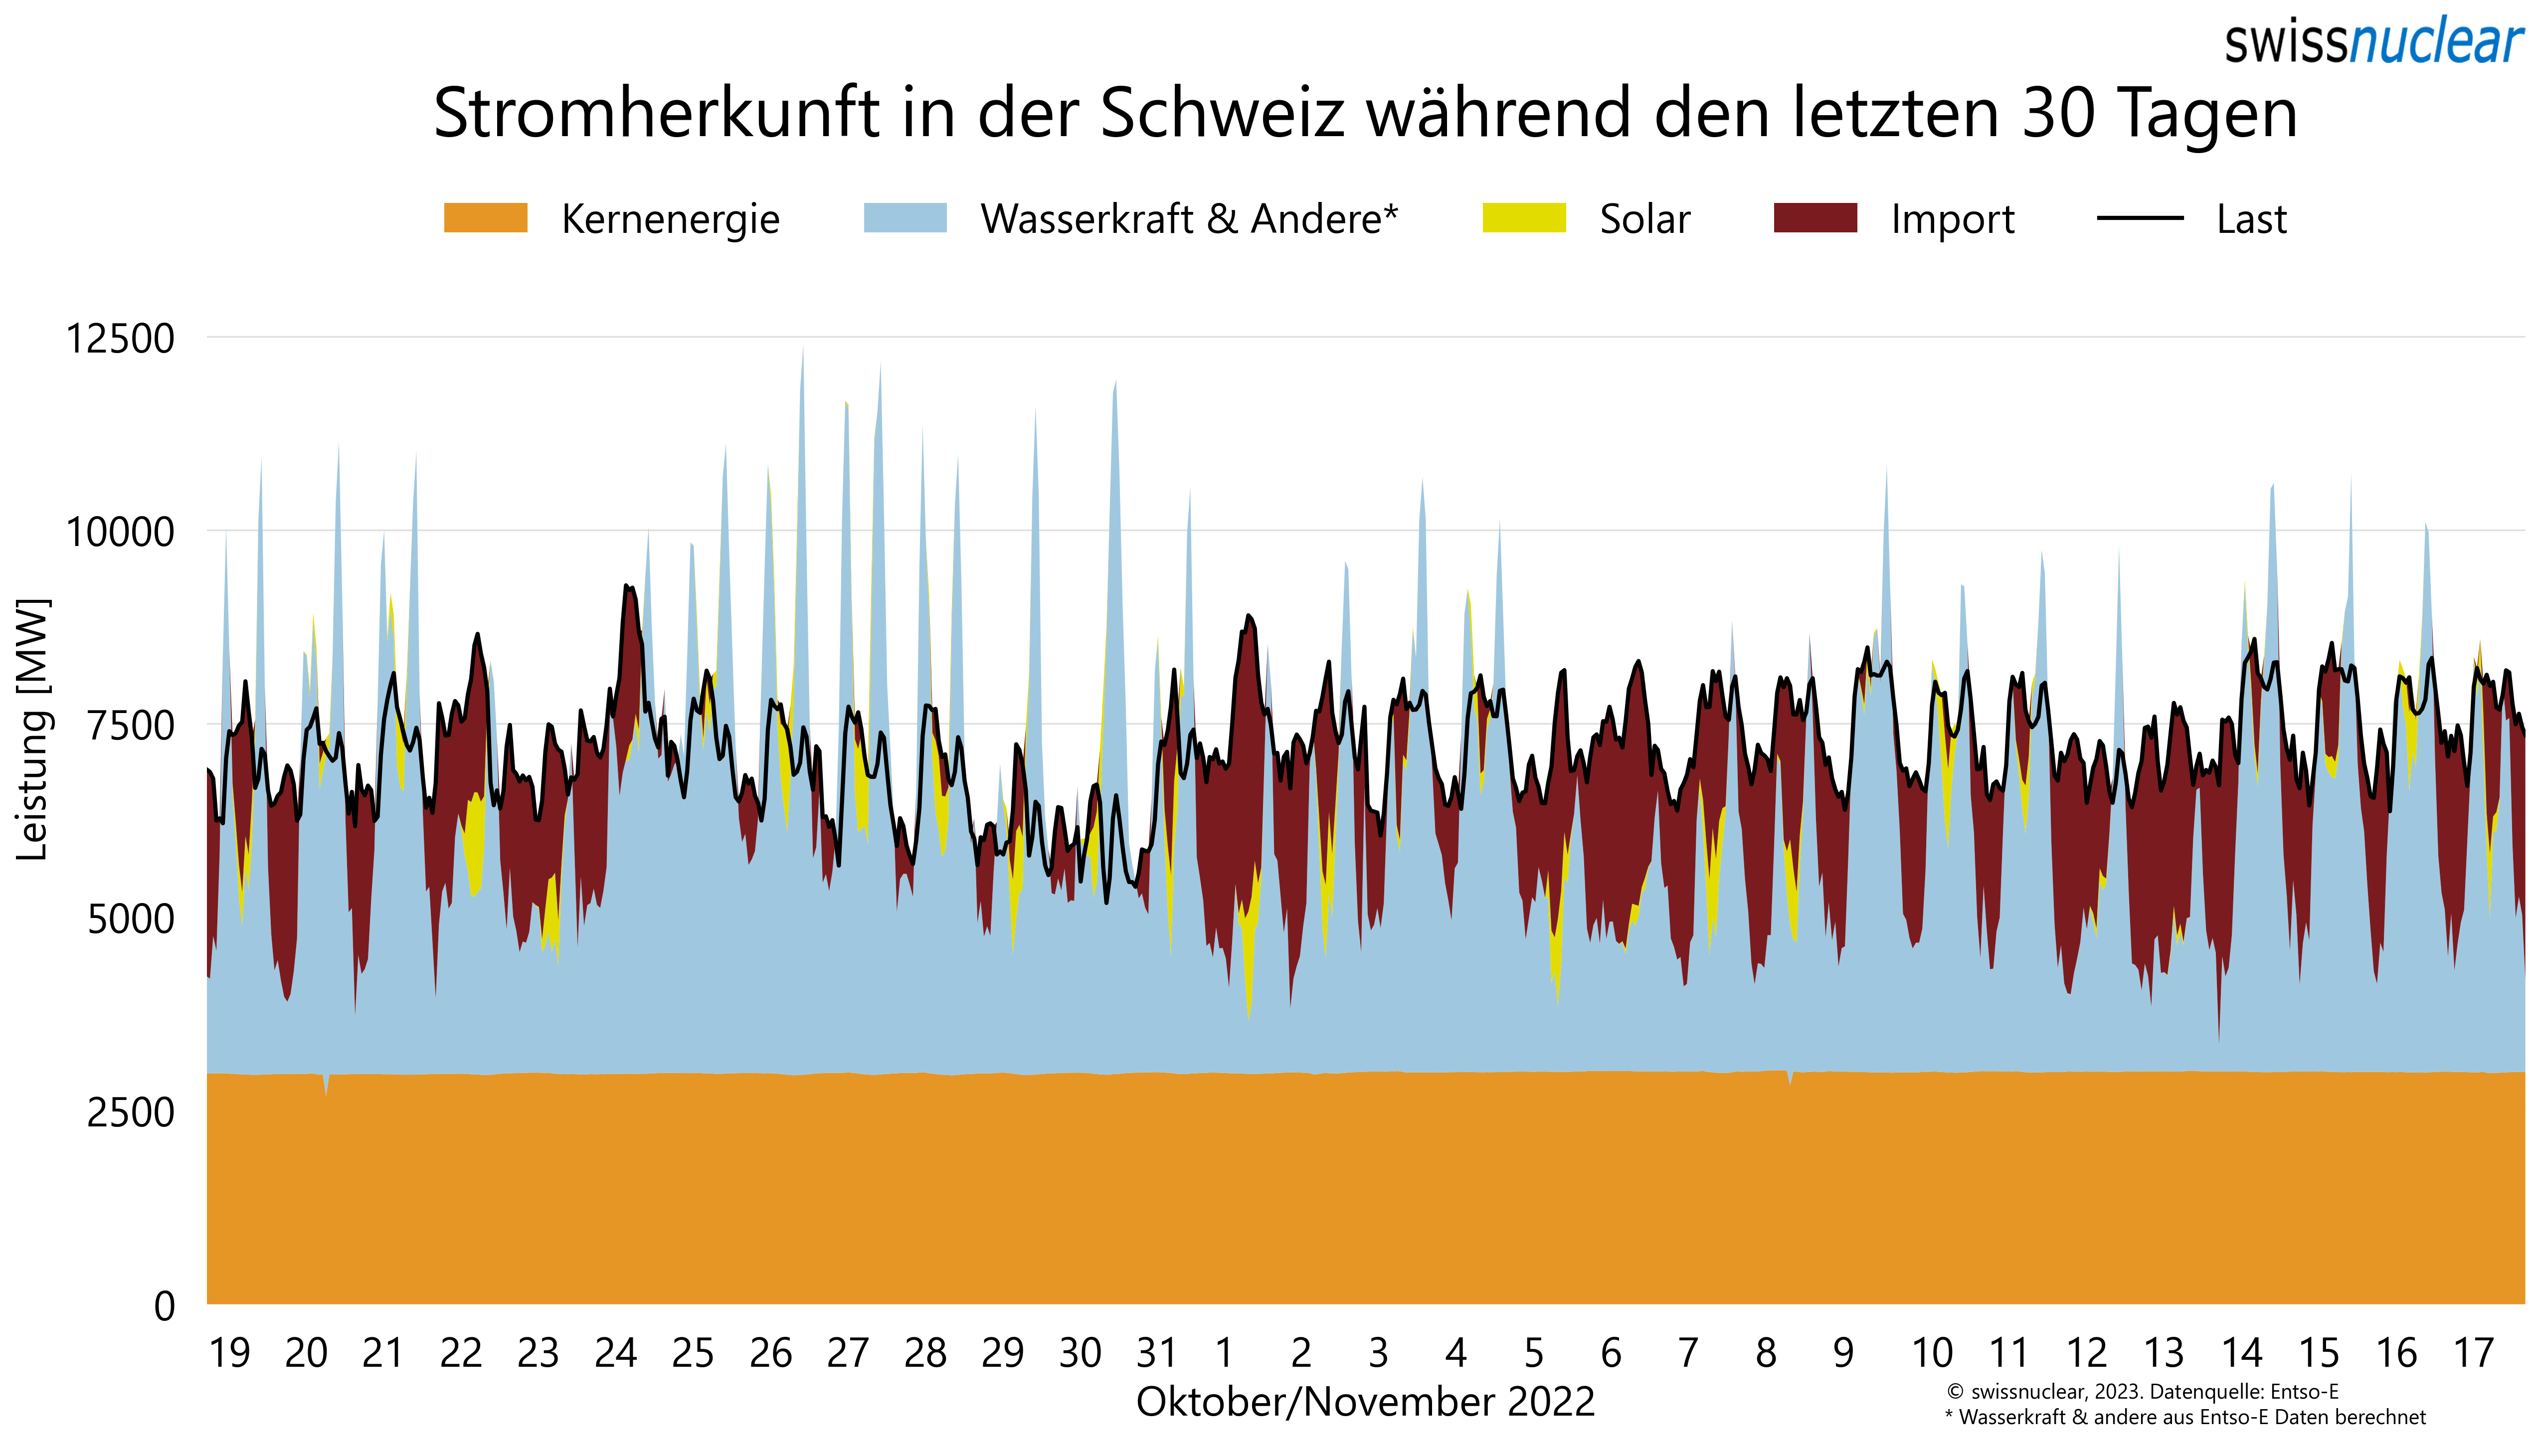 swissnuclear
Stromherkunft in der Schweiz während den letzten 30 Tagen
Kernenergie Wasserkraft & Andere* Solar Import Last
12500
10000
7500
5000
2500
0
Leistung [MW]
19 20 21 22 23 24 25 26 27 28 29 30 31 1 2 3 4 5 6 7 8 9 10 11 12 13 14 15 16 17
Oktober/November 2022
© swissnuclear, 2023. Datenquelle: Entso-E
* Wasserkraft & andere aus Entso-E Daten berechnet